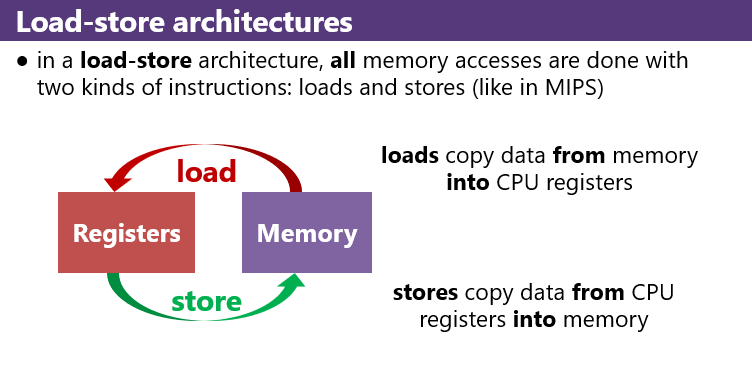 Load-store architectures
● in a load-store architecture, all memory accesses are done with
two kinds of instructions: loads and stores (like in MIPS)
load
Registers
Memory
store
loads copy data from memory
into CPU registers
stores copy data from CPU
registers into memory